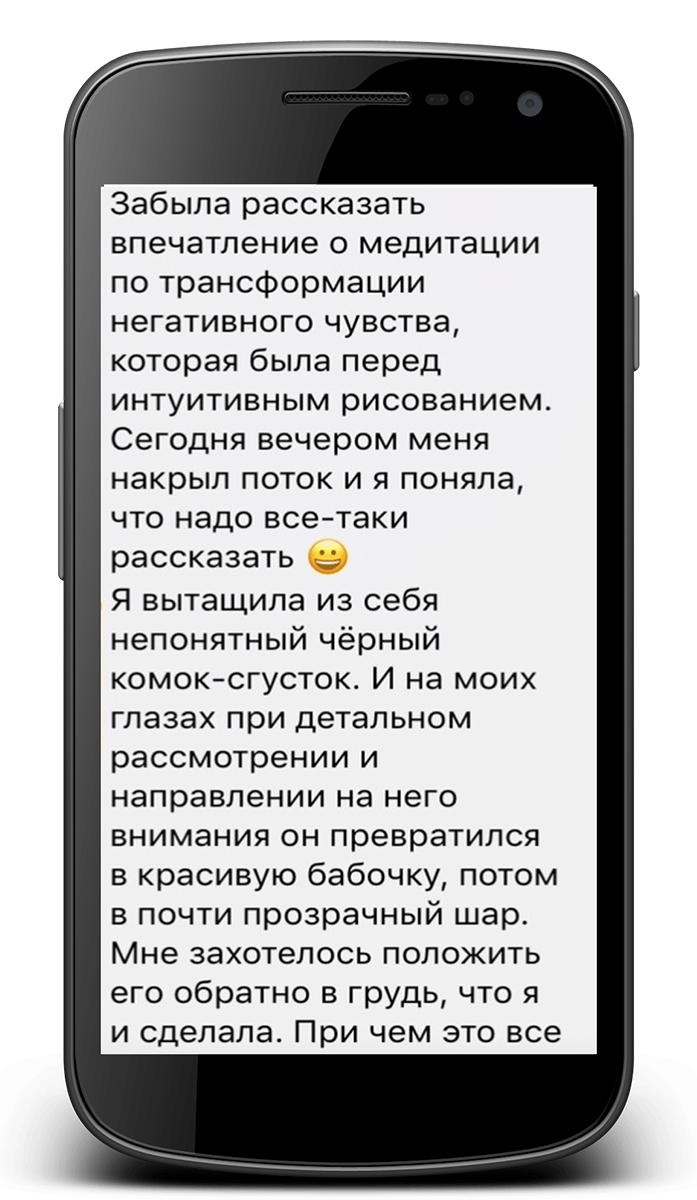 Забыла рассказать
впечатление о медитации
по трансформации
негативного чувства,
которая была перед
интуитивным рисованием.
Сегодня вечером меня
накрыл поток и я поняла,
что надо все-таки
рассказать 😀
Я вытащила из себя
непонятный чёрный
комок-сгусток. И на моих
глазах при детальном
рассмотрении и
направлении на него
внимания он превратился
в красивую бабочку, потом
в почти прозрачный шар.
Мне захотелось положить
его обратно в грудь, что я
и сделала. При чем это все